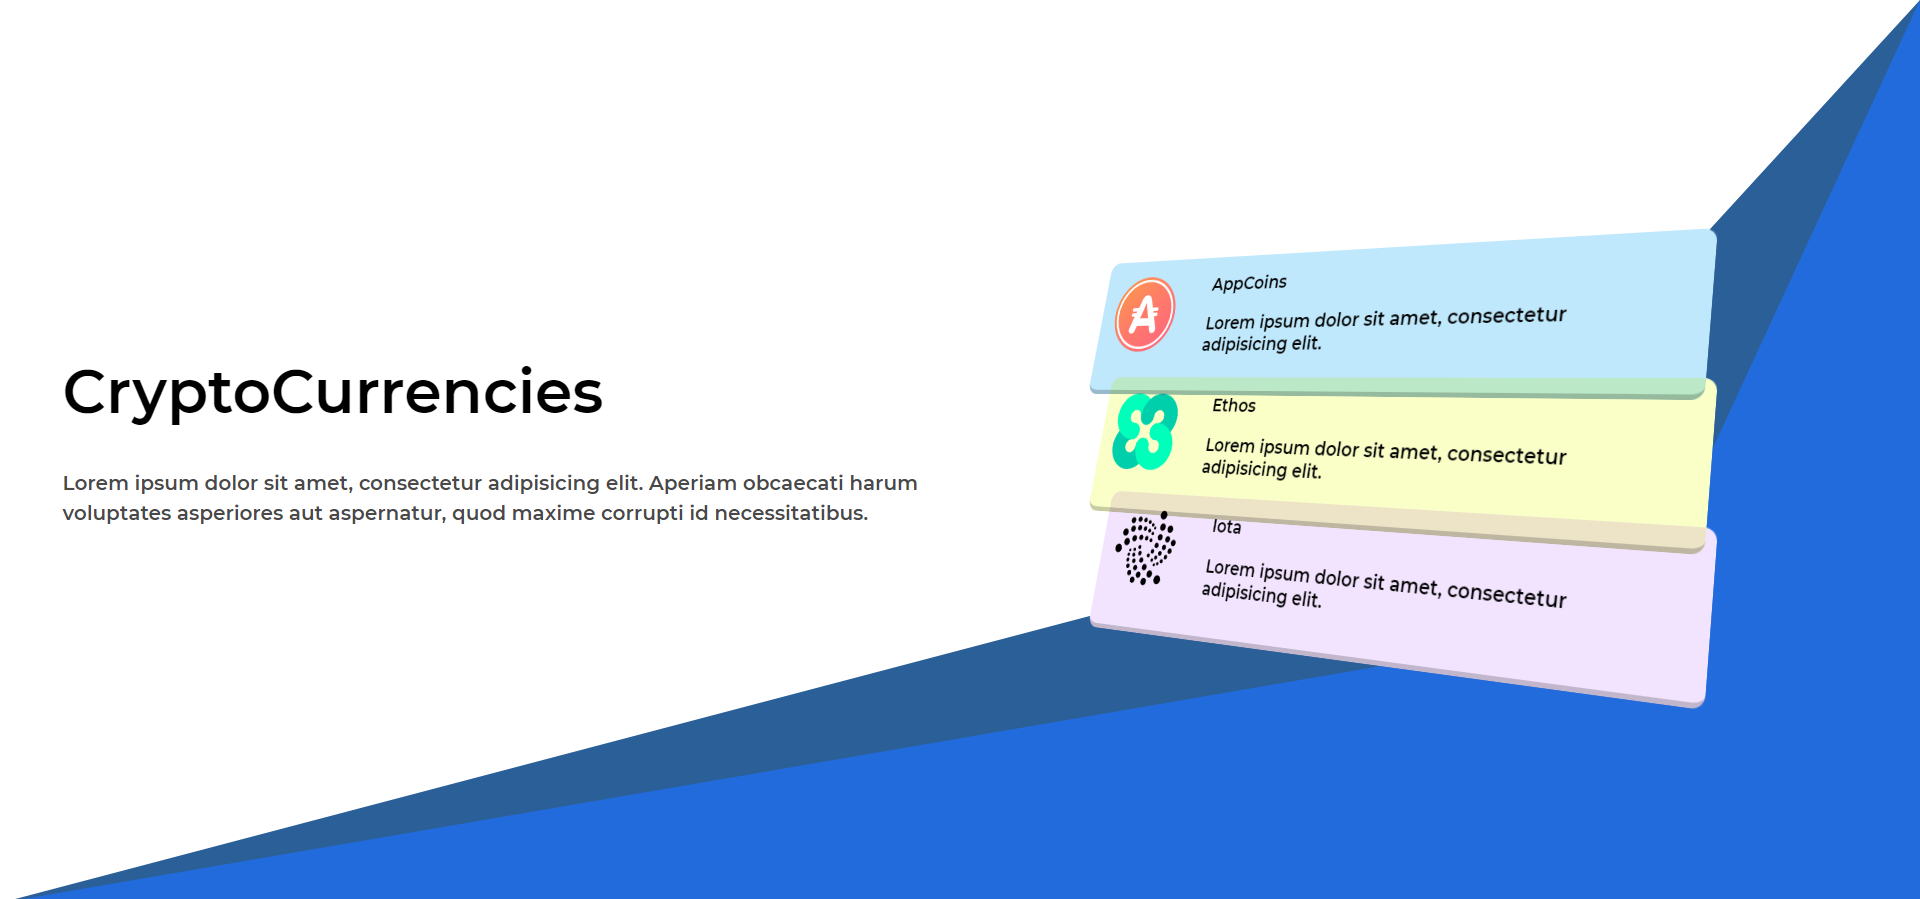 CryptoCurrencies
Lorem ipsum dolor sit amet, consectetur adipisicing elit. Aperiam obcaecati harum
voluptates asperiores aut aspernatur, quod maxime corrupti id necessitatibus.
AppCoins
Lorem ipsum dolor sit amet, consectetur
adipisicing elit.
Ethos
Lorem ipsum dolor sit amet, consectetur
adipisicing elit.
Iota
Lorem ipsum dolor sit amet, consectetur
adipisicing elit.